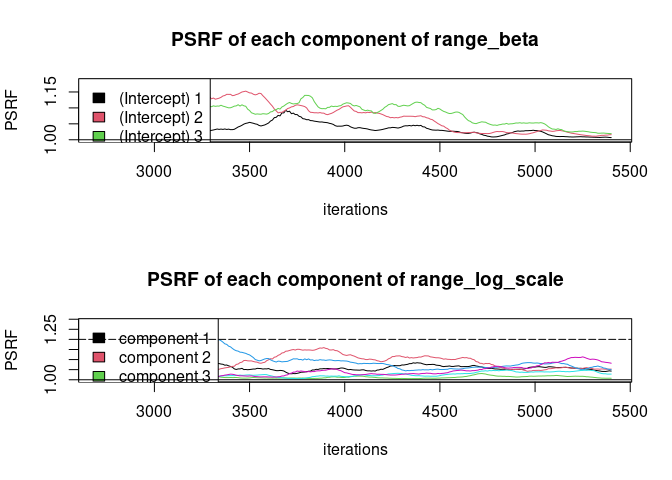 PSRF of each component of range_beta
PSRF
1.15
1.00
(Intercept) 1
(Intercept) 2
(Intercept) 3
3000 3500 4000 4500 5000 5500
iterations
PSRF of each component of range_log_scale
PSRF
1.25
1.00
component 1
component 2
component 3
3000 3500 4000 4500 5000 5500
iterations